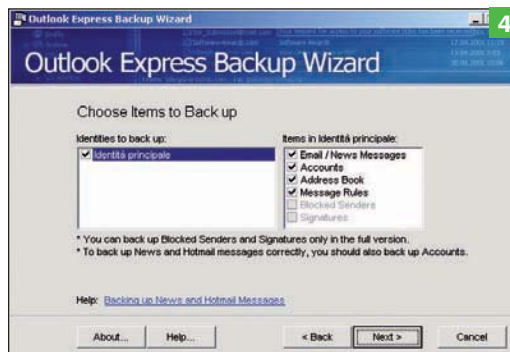 Outlook Express Backup Wizard
4
Outlook Express Backup Wizard
Choose Items to Back up
Identities to back up:
Items in Identitá principale:
Identitá principale
Email / News Messages
Accounts
Address Book
Message Rules
Blocked Senders
Signatures
* You can back up Blocked Senders and Signatures only in the full version.
* To back up News and Hotmail messages correctly, you should also back up Accounts.
Help: Backing up News and Hotmail Messages
About...
Help...
< Back
Next >
Cancel